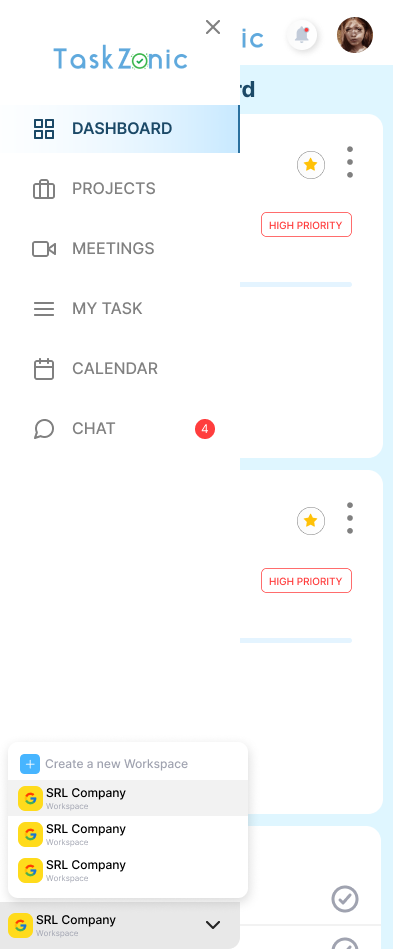 TaskZonic
ic
rd
DASHBOARD
PROJECTS
HIGH PRIORITY
MEETINGS
MY TASK
CALENDAR
CHAT
4
HIGH PRIORITY
Create a new Workspace
SRL Company
Workspace
SRL Company
Workspace
SRL Company
Workspace
SRL Company
Workspace